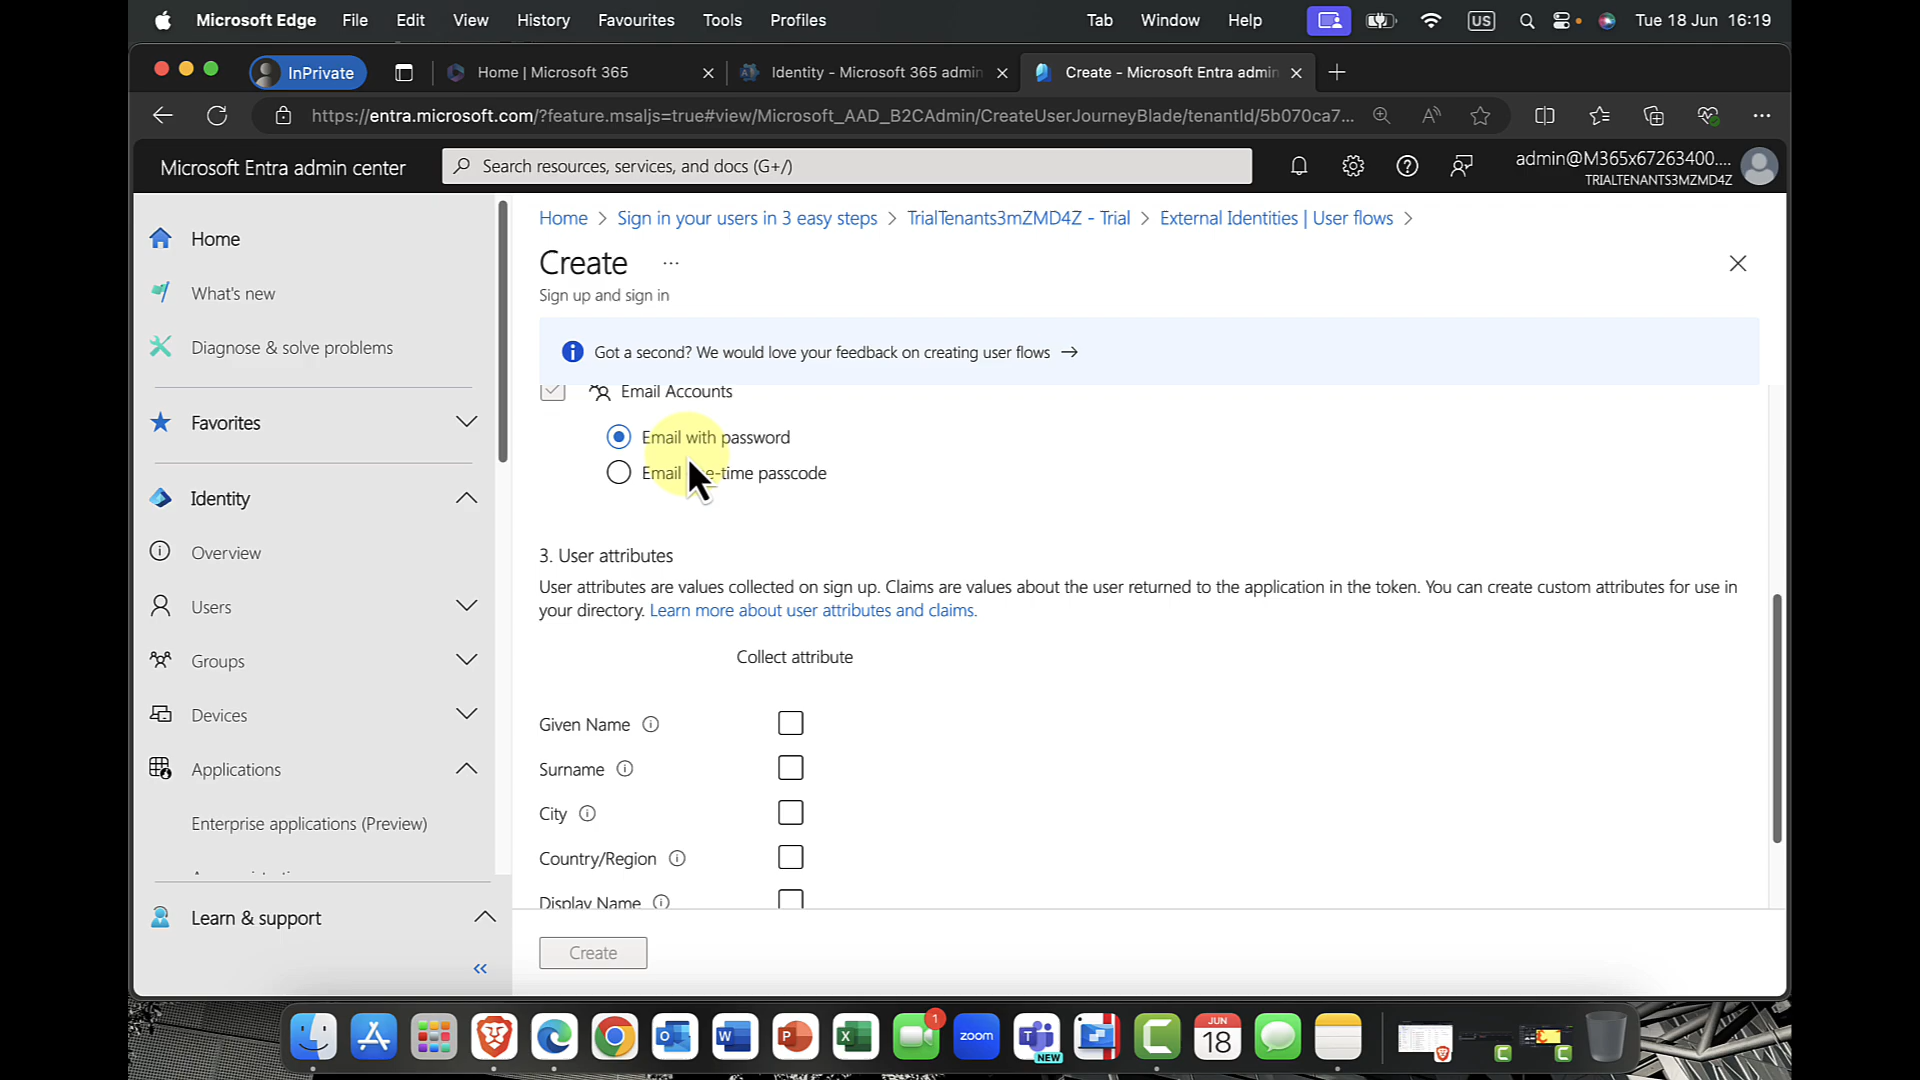 Microsoft Edge File Edit View History Favourites Tools Profiles Tab Window Help US Tue 18 Jun 16:19
InPrivate Home | Microsoft 365 Identity - Microsoft 365 admin Create - Microsoft Entra admin
https://entra.microsoft.com/?feature.msaljs=true#view/Microsoft_AAD_B2CAdmin/CreateUserJourneyBlade/tenantId/5b070ca7...
Microsoft Entra admin center
Search resources, services, and docs (G+/)
admin@M365x67263400....
TRIALTENANTS3MZMD4Z
Home
What's new
Diagnose & solve problems
Favorites
Identity
Overview
Users
Groups
Devices
Applications
Enterprise applications (Preview)
Learn & support
Home > Sign in your users in 3 easy steps > TrialTenants3mZMD4Z - Trial > External Identities | User flows >
Create ...
Sign up and sign in
Got a second? We would love your feedback on creating user flows →
Email Accounts
Email with password
Email -time passcode
3. User attributes
User attributes are values collected on sign up. Claims are values about the user returned to the application in the token. You can create custom attributes for use in
your directory. Learn more about user attributes and claims.
Collect attribute
Given Name
Surname
City
Country/Region
Display Name
Create
1
zoom
NEW
JUN
18